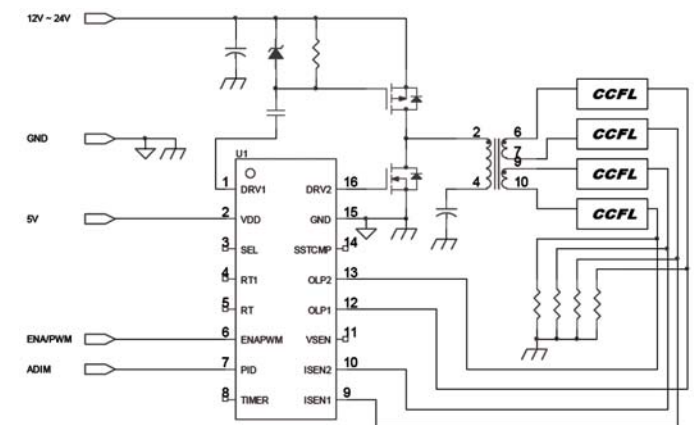 12V ~ 24V
CCFL
CCFL
CCFL
CCFL
GND
2
6
7
9
4
10
U1
1
DRV1
DRV2
16
5V
2
VDD
GND
15
3
SEL
SSTCMP
14
4
RT1
OLP2
13
5
RT
OLP1
12
ENA/PWM
6
ENAPWM
VSEN
11
ADIM
7
PID
ISEN2
10
8
TIMER
ISEN1
9